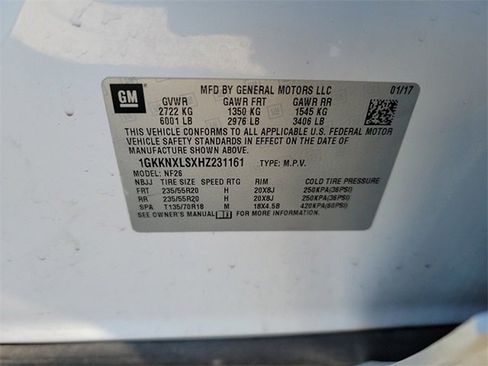 GM
MFD BY GENERAL MOTORS LLC 01/17
GVWR GAWR FRT GAWR RR
2722 KG 1350 KG 1545 KG
6001 LB 2976 LB 3406 LB
THIS VEHICLE CONFORMS TO ALL APPLICABLE U.S. FEDERAL MOTOR
VEHICLE SAFETY AND THEFT PREVENTION STANDARDS IN EFFECT
ON THE DATE OF MANUFACTURE SHOWN ABOVE.
1GKKNXLSXHZ231161 TYPE: M.P.V.
MODEL: NF26
NBJJ TIRE SIZE SPEED RTG RIM COLD TIRE PRESSURE
FRT 235/55R20 H 20X8J 250KPA(36PSI)
RR 235/55R20 H 20X8J 250KPA(36PSI)
SPA T135/70R18 M 18X4.5B 420KPA(60PSI)
SEE OWNER'S MANUAL FOR MORE INFORMATION.